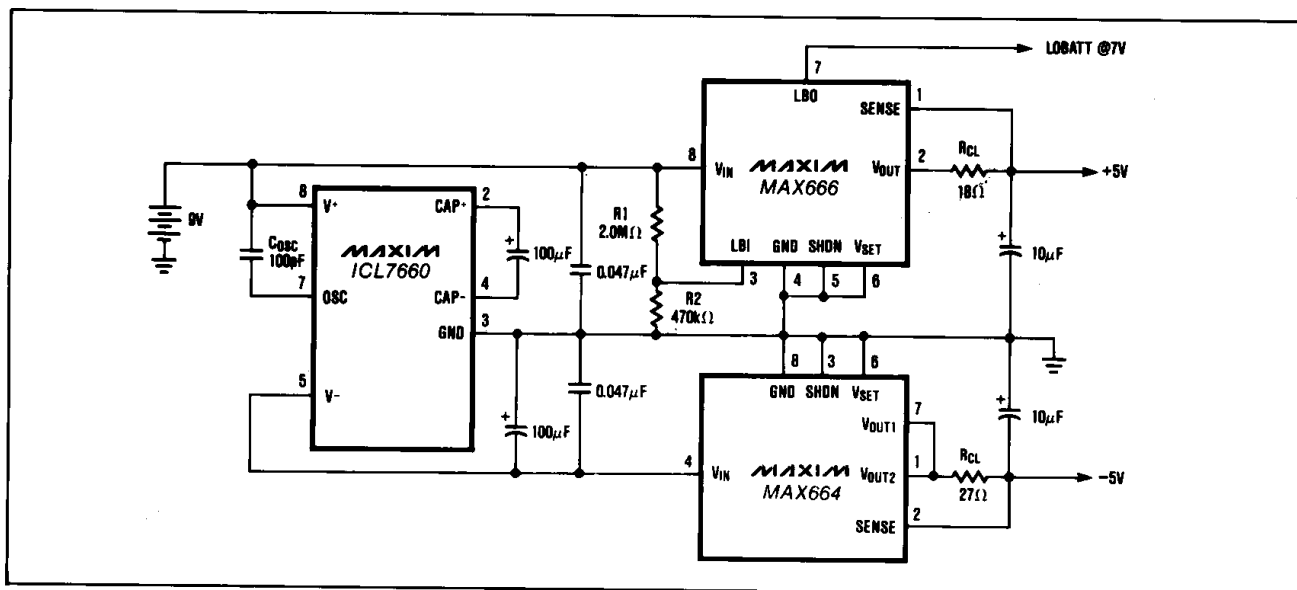 LOBATT @7V
7
LBO
SENSE
1
8
VIN
MAXIM
MAX666
VOUT
2
RCL
18Ω
+5V
9V
8
V+
COSC
100pF
7
OSC
MAXIM
ICL7660
CAP+
2
+
100μF
CAP-
4
GND
3
5
V-
0.047μF
R1
2.0MΩ
R2
470kΩ
LBI
GND
SHDN
VSET
3
4
5
6
+
10μF
+
100μF
0.047μF
8
3
6
GND
SHDN
VSET
VOUT1
7
4
VIN
MAXIM
MAX664
VOUT2
1
RCL
27Ω
SENSE
2
+
10μF
-5V